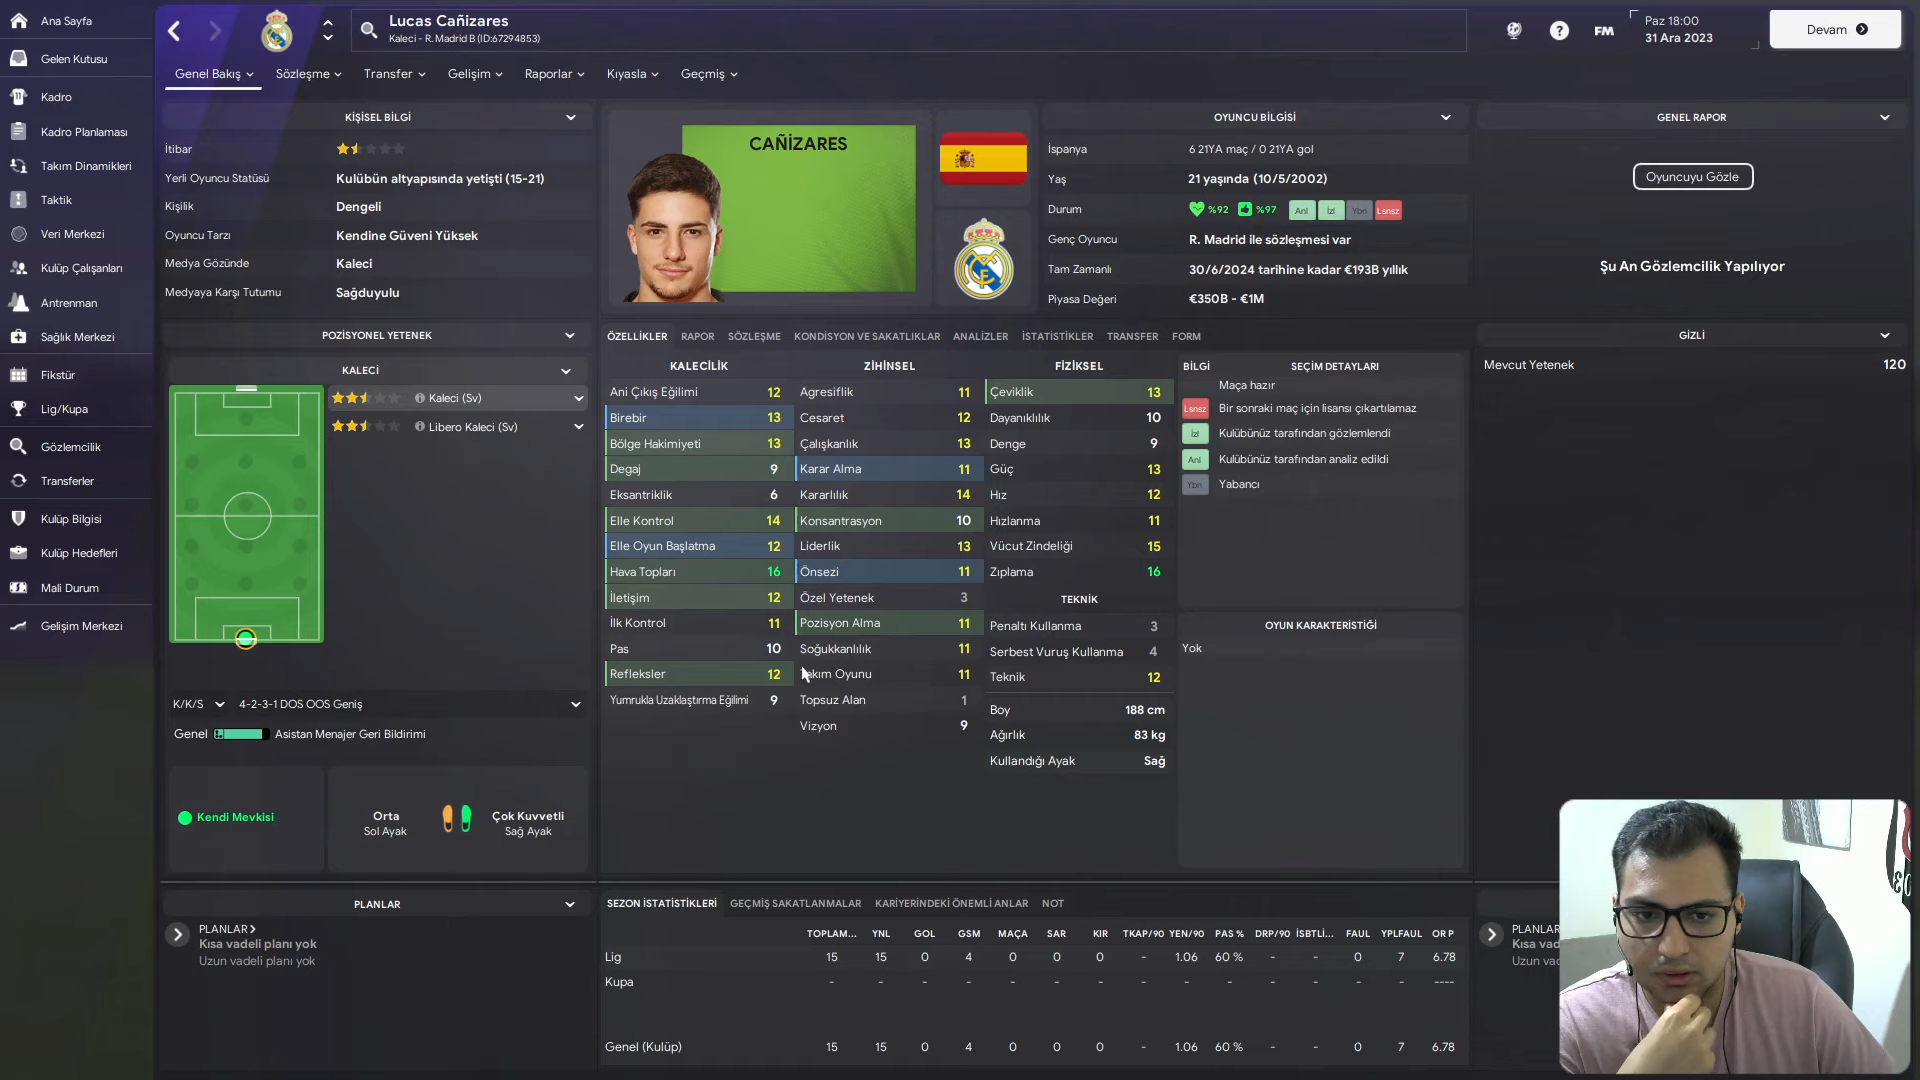 Ana Sayfa
Gelen Kutusu
Kadro
Kadro Planlaması
Takım Dinamikleri
Taktik
Veri Merkezi
Kulüp Çalışanları
Antrenman
Sağlık Merkezi
Fikstür
Lig/Kupa
Gözlemcilik
Transferler
Kulüp Bilgisi
Kulüp Hedefleri
Mali Durum
Gelişim Merkezi
Lucas Cañizares
Kaleci - R. Madrid B (ID:67294853)
FM
Paz 18:00
31 Ara 2023
Devam
Genel Bakış
Sözleşme
Transfer
Gelişim
Raporlar
Kıyasla
Geçmiş
KİŞİSEL BİLGİ
İtibar
Yerli Oyuncu Statüsü Kulübün altyapısında yetişti (15-21)
Kişilik Dengeli
Oyuncu Tarzı Kendine Güveni Yüksek
Medya Gözünde Kaleci
Medyaya Karşı Tutumu Sağduyulu
CAÑİZARES
OYUNCU BİLGİSİ
İspanya 6 21YA maç / 0 21YA gol
Yaş 21 yaşında (10/5/2002)
Durum %92 %97 Anl İzl Ybn Lsnsz
Genç Oyuncu R. Madrid ile sözleşmesi var
Tam Zamanlı 30/6/2024 tarihine kadar €193B yıllık
Piyasa Değeri €350B - €1M
GENEL RAPOR
Oyuncuyu Gözle
Şu An Gözlemcilik Yapılıyor
POZİSYONEL YETENEK
KALECİ
Kaleci (Sv)
Libero Kaleci (Sv)
K/K/S 4-2-3-1 DOS OOS Geniş
Genel Asistan Menajer Geri Bildirimi
Kendi Mevkisi
Orta
Sol Ayak
Çok Kuvvetli
Sağ Ayak
ÖZELLİKLER RAPOR SÖZLEŞME KONDİSYON VE SAKATLIKLAR ANALİZLER İSTATİSTİKLER TRANSFER FORM
KALECİLİK
Ani Çıkış Eğilimi 12
Birebir 13
Bölge Hakimiyeti 13
Degaj 9
Eksantriklik 6
Elle Kontrol 14
Elle Oyun Başlatma 12
Hava Topları 16
İletişim 12
İlk Kontrol 11
Pas 10
Refleksler 12
Yumrukla Uzaklaştırma Eğilimi 9
ZİHİNSEL
Agresiflik 11
Cesaret 12
Çalışkanlık 13
Karar Alma 11
Kararlılık 14
Konsantrasyon 10
Liderlik 13
Önsezi 11
Özel Yetenek 3
Pozisyon Alma 11
Soğukkanlılık 11
Oyunu 11
Topsuz Alan 1
Vizyon 9
FİZİKSEL
Çeviklik 13
Dayanıklılık 10
Denge 9
Güç 13
Hız 12
Hızlanma 11
Vücut Zindeliği 15
Zıplama 16
TEKNİK
Penaltı Kullanma 3
Serbest Vuruş Kullanma 4
Teknik 12
Boy 188 cm
Ağırlık 83 kg
Kullandığı Ayak Sağ
BİLGİ SEÇİM DETAYLARI
Maça hazır
Lsnsz Bir sonraki maç için lisansı çıkartılamaz
İzl Kulübünüz tarafından gözlemlendi
Anl Kulübünüz tarafından analiz edildi
Ybn Yabancı
OYUN KARAKTERİSTİĞİ
Yok
GİZLİ
Mevcut Yetenek 120
PLANLAR
PLANLAR
Kısa vadeli planı yok
Uzun vadeli planı yok
SEZON İSTATİSTİKLERİ GEÇMİŞ SAKATLANMALAR KARİYERİNDEKİ ÖNEMLİ ANLAR NOT
TOPLAM... YNL GOL GSM MAÇA SAR KIR TKAP/90 YEN/90 PAS % DRP/90 İSBTLİ... FAUL YPLFAUL OR P
Lig 15 15 0 4 0 0 0 - 1.06 60 % - - 0 7 6.78
Kupa - - - - - - - - - - - - - - ----
Genel (Kulüp) 15 15 0 4 0 0 0 - 1.06 60 % - - 0 7 6.78
PLANLAR
Kısa
Uzun